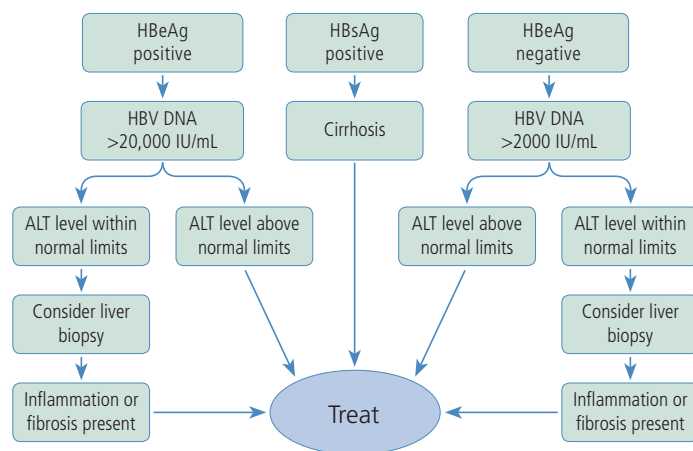 HBeAg
positive
HBsAg
positive
HBeAg
negative
HBV DNA
>20,000 IU/mL
Cirrhosis
HBV DNA
>2000 IU/mL
ALT level within
normal limits
ALT level above
normal limits
ALT level above
normal limits
ALT level within
normal limits
Consider liver
biopsy
Consider liver
biopsy
Inflammation or
fibrosis present
Treat
Inflammation or
fibrosis present